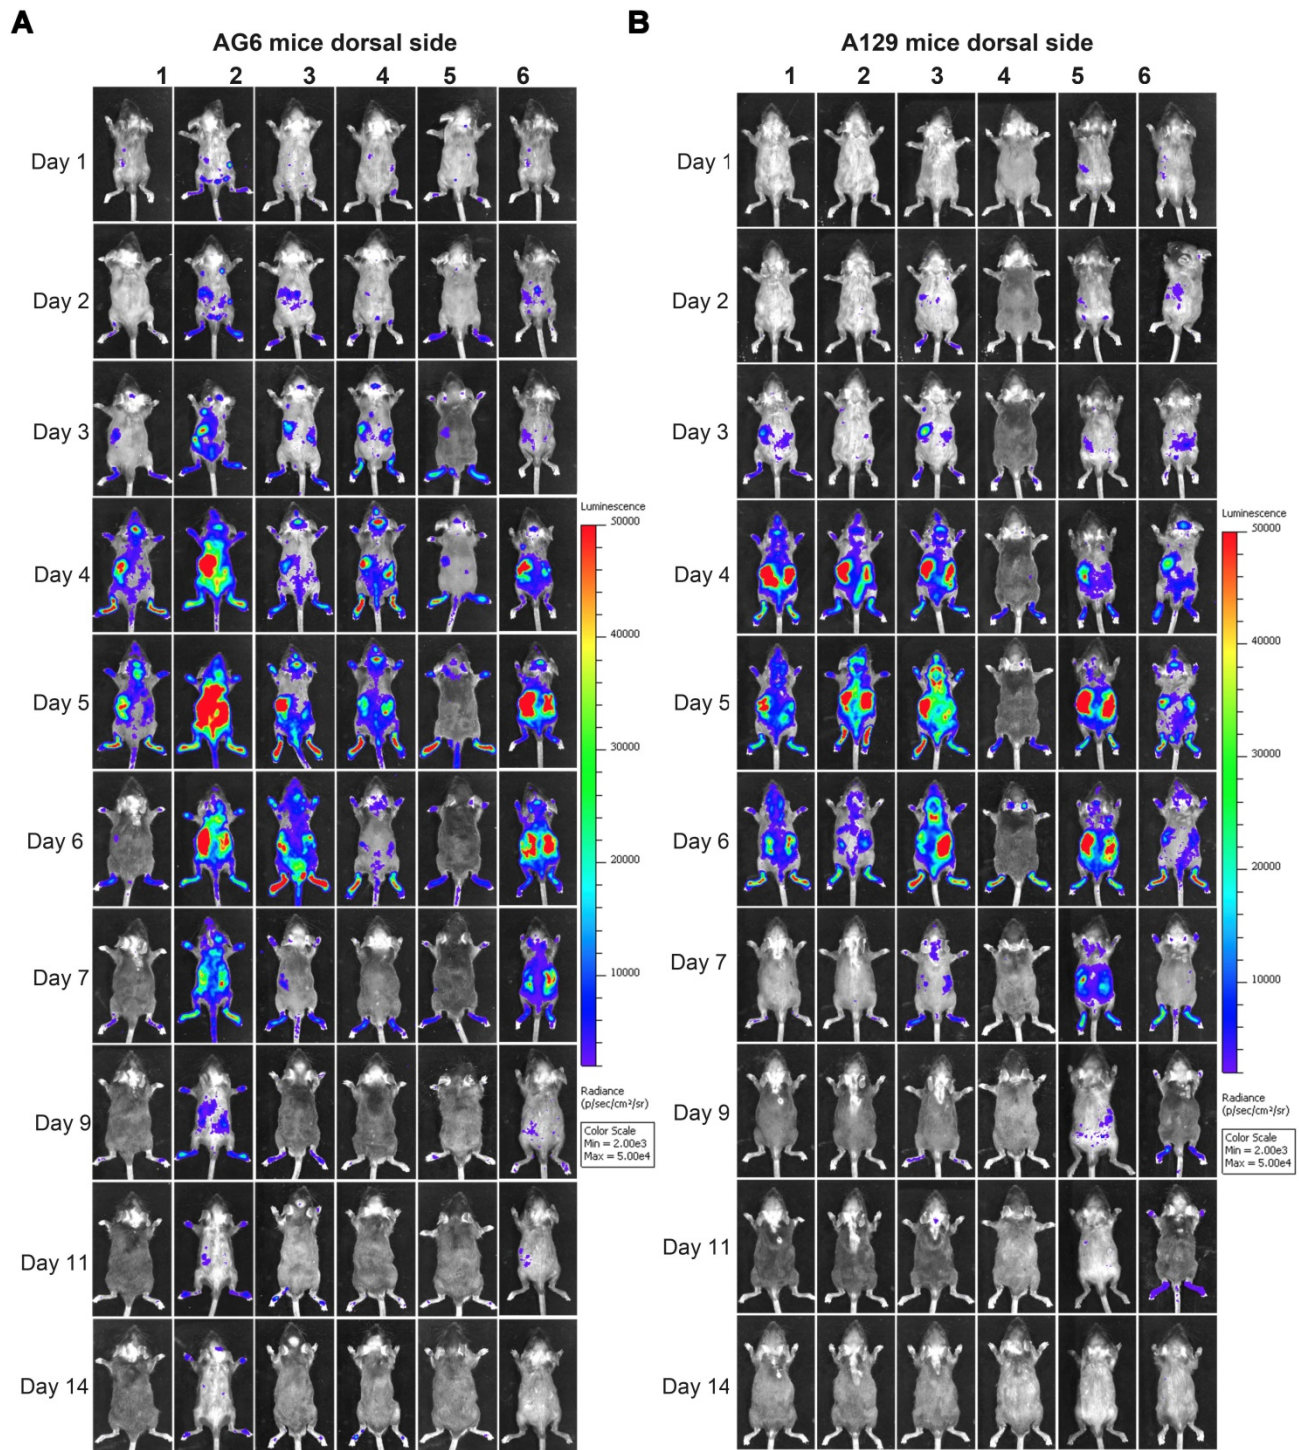 A
AG6 mice dorsal side
1 2 3 4 5 6
Day 1
Day 2
Day 3
Day 4
Day 5
Day 6
Day 7
Day 9
Day 11
Day 14
Luminescence
50000
40000
30000
20000
10000
Radiance
(p/sec/cm²/sr)
Color Scale
Min = 2.00e3
Max = 5.00e4
B
A129 mice dorsal side
1 2 3 4 5 6
Day 1
Day 2
Day 3
Day 4
Day 5
Day 6
Day 7
Day 9
Day 11
Day 14
Luminescence
50000
40000
30000
20000
10000
Radiance
(p/sec/cm²/sr)
Color Scale
Min = 2.00e3
Max = 5.00e4